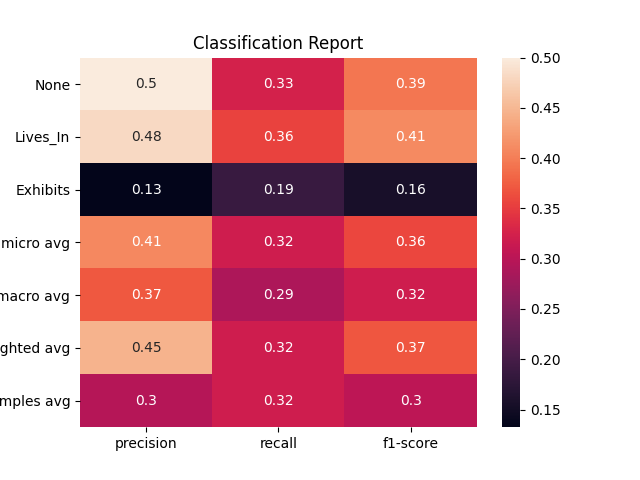 Classification Report
None 0.5 0.33 0.39
Lives_In 0.48 0.36 0.41
Exhibits 0.13 0.19 0.16
micro avg 0.41 0.32 0.36
macro avg 0.37 0.29 0.32
ghted avg 0.45 0.32 0.37
mples avg 0.3 0.32 0.3
precision recall f1-score
0.50
0.45
0.40
0.35
0.30
0.25
0.20
0.15